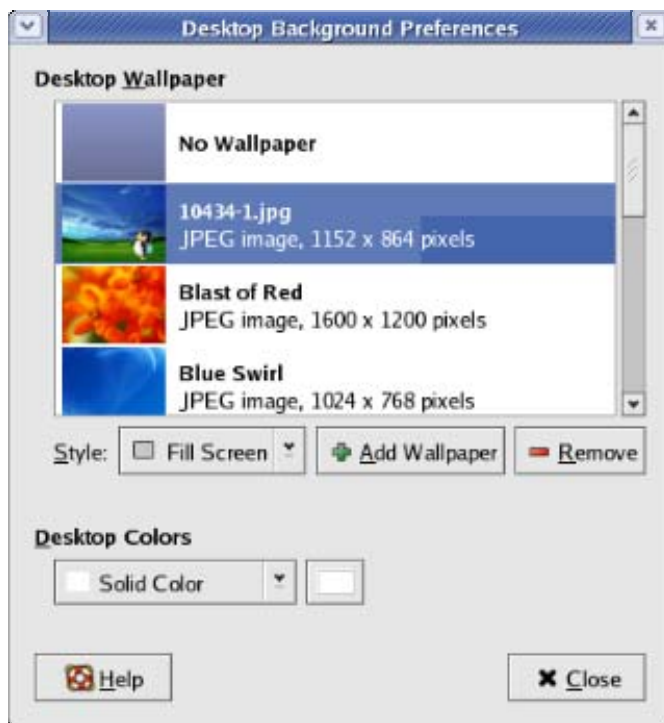 Desktop Background Preferences
Desktop Wallpaper
No Wallpaper
10434-1.jpg
JPEG image, 1152 x 864 pixels
Blast of Red
JPEG image, 1600 x 1200 pixels
Blue Swirl
JPEG image, 1024 x 768 pixels
Style: Fill Screen Add Wallpaper Remove
Desktop Colors
Solid Color
Help Close